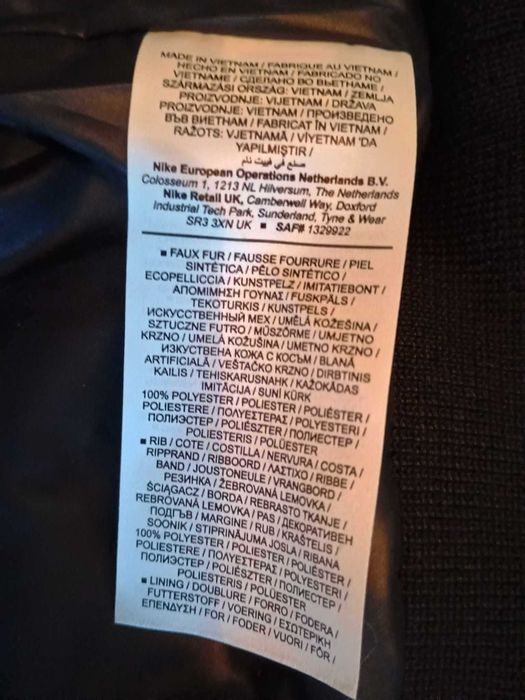 MADE IN VIETNAM / FABRIQUE AU VIETNAM /
HECHO EN VIETNAM / FABRICADO NO
VIETNAME / СДЕЛАНО ВО ВЬЕТНАМЕ /
SZÁRMAZÁSI ORSZÁG: VIETNAM / ZEMLJA
PROIZVODNJE: VIJETNAM / DRŽAVA
PROIZVODNJE: VIETNAM / ПРОИЗВЕДЕНО
ВЪВ ВИЕТНАМ / FABRICAT ÎN VIETNAM /
RAŽOTS: VJETNAMĀ / VİYETNAM 'DA
YAPILMIŞTIR /
صنع في فييت نام
Nike European Operations Netherlands B.V.
Colosseum 1, 1213 NL Hilversum, The Netherlands
Nike Retail UK, Camberwell Way, Doxford
Industrial Tech Park, Sunderland, Tyne & Wear
SR3 3XN UK ■ SAF# 1329922
■ FAUX FUR / FAUSSE FOURRURE / PIEL
SINTÉTICA / PÊLO SINTÉTICO /
ECOPELLICCIA / KUNSTPELZ / IMITATIEBONT /
ΑΠΟΜΙΜΗΣΗ ΓΟΥΝΑΣ / FUSKPÄLS /
TEKOTURKIS / KUNSTPELS /
ИСКУССТВЕННЫЙ МЕХ / UMĚLÁ KOŽEŠINA /
SZTUCZNE FUTRO / MŰSZŐRME / UMJETNO
KRZNO / UMELÁ KOŽUŠINA / UMETNO KRZNO /
ИЗКУСТВЕНА КОЖА С КОСЪМ / BLANĂ
ARTIFICIALĂ / VEŠTAČKO KRZNO / DIRBTINIS
KAILIS / TEHISKARUSNAHK / KAŽOKĀDAS
IMITĀCIJA / SUNİ KÜRK
100% POLYESTER / POLIESTER / POLIÉSTER /
POLIESTERE / ΠΟΛΥΕΣΤΕΡΑΣ / POLYESTERI /
ПОЛИЭСТЕР / POLIÉSZTER / ПОЛИЕСТЕР /
POLIESTERIS / POLÜESTER
■ RIB / COTE / COSTILLA / NERVURA / COSTA /
RIPPRAND / RIBBOORD / ΛΑΣΤΙΧΟ / RIBBE /
BAND / JOUSTONEULE / VRANGBORD /
РЕЗИНКА / ŽEBROVANÁ LEMOVKA /
ŚCIĄGACZ / BORDA / REBRASTO TKANJE /
REBROVANÁ LEMOVKA / PAS / ДЕКОРАТИВЕН
ПОДГЪВ / MARGINE / RUB / KRAŠTELIS /
SOONIK / STIPRINĀJUMA JOSLA / RIBANA
100% POLYESTER / POLIESTER / POLIÉSTER /
POLIESTERE / ΠΟΛΥΕΣΤΕΡΑΣ / POLYESTERI /
ПОЛИЭСТЕР / POLIÉSZTER / ПОЛИЕСТЕР /
POLIESTERIS / POLÜESTER
■ LINING / DOUBLURE / FORRO / FODERA /
FUTTERSTOFF / VOERING / ΕΣΩΤΕΡΙΚΗ
ΕΠΕΝΔΥΣΗ / FOR / FODER / VUORI / FÔR /